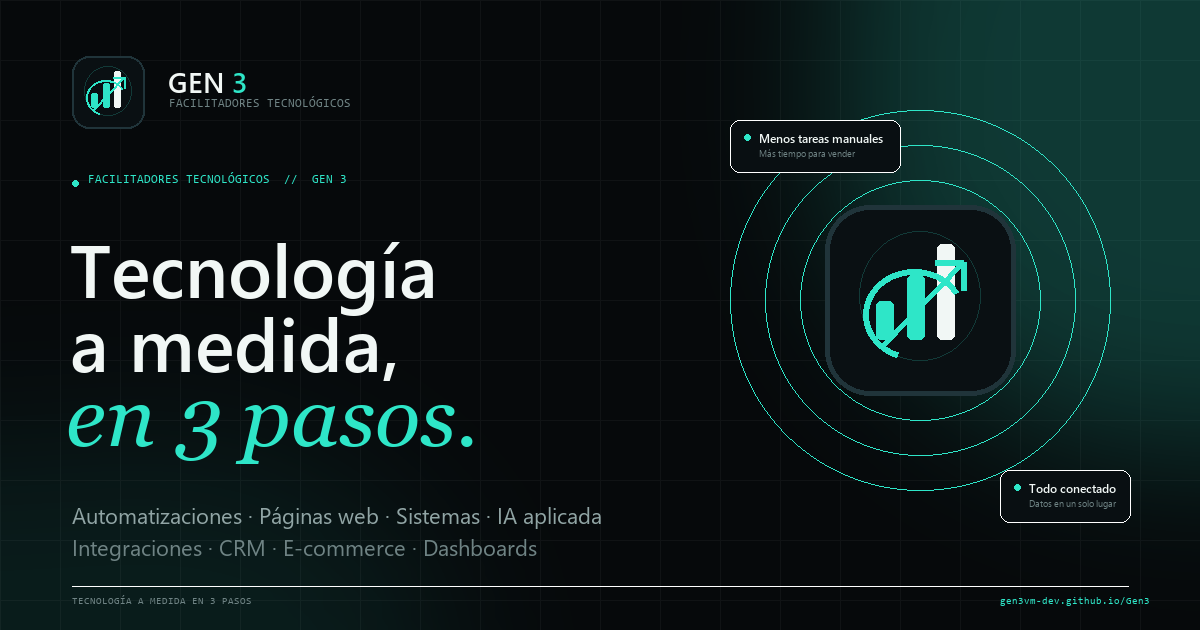 GEN 3
FACILITADORES TECNOLÓGICOS
FACILITADORES TECNOLÓGICOS // GEN 3
Tecnología
a medida,
en 3 pasos.
Automatizaciones · Páginas web · Sistemas · IA aplicada
Integraciones · CRM · E-commerce · Dashboards
Menos tareas manuales
Más tiempo para vender
Todo conectado
Datos en un solo lugar
TECNOLOGÍA A MEDIDA EN 3 PASOS
gen3vm-dev.github.io/Gen3